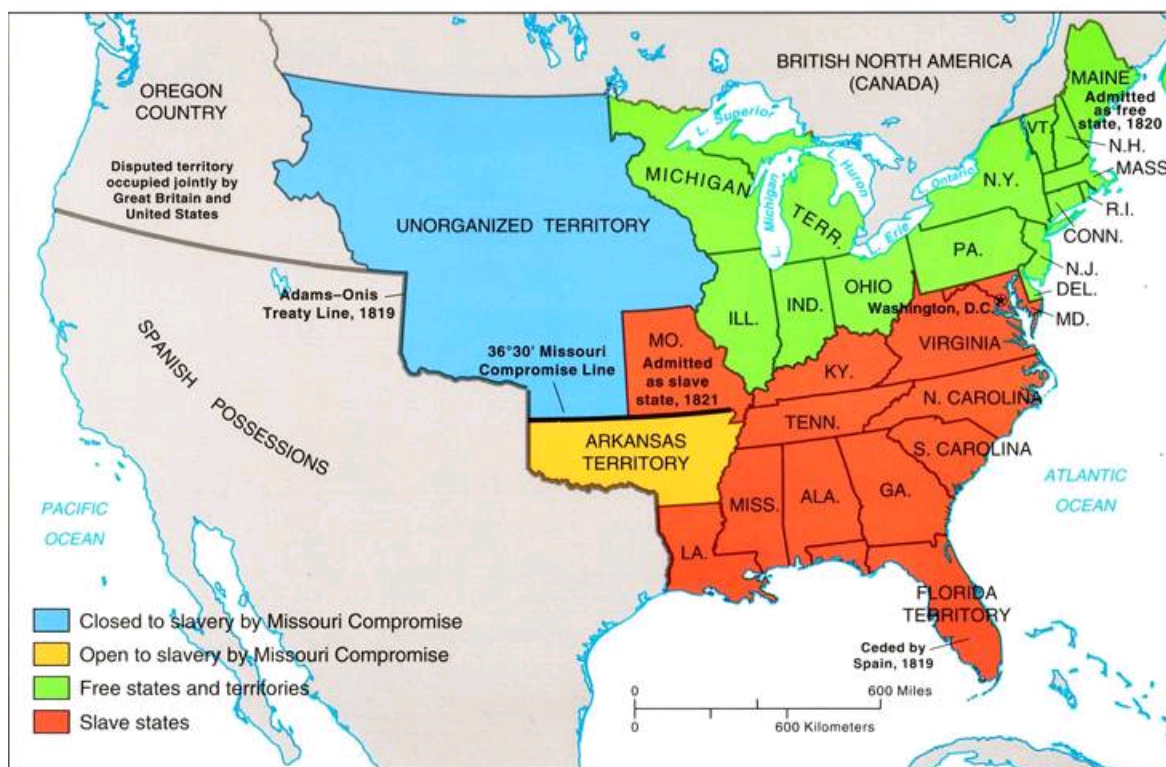 BRITISH NORTH AMERICA
(CANADA)
OREGON
COUNTRY
Disputed territory
occupied jointly by
Great Britain and
United States
UNORGANIZED TERRITORY
L. Superior
L. Michigan
L. Huron
L. Ontario
L. Erie
MICHIGAN
TERR.
MAINE
Admitted
as free
state, 1820
VT.
N.H.
MASS.
N.Y.
R.I.
CONN.
PA.
N.J.
DEL.
MD.
OHIO
IND.
ILL.
Washington, D.C.
Adams–Onis
Treaty Line, 1819
36°30' Missouri
Compromise Line
MO.
Admitted
as slave
state, 1821
KY.
VIRGINIA
N. CAROLINA
TENN.
S. CAROLINA
ARKANSAS
TERRITORY
MISS.
ALA.
GA.
LA.
SPANISH POSSESSIONS
PACIFIC
OCEAN
ATLANTIC
OCEAN
FLORIDA
TERRITORY
Ceded by
Spain, 1819
Closed to slavery by Missouri Compromise
Open to slavery by Missouri Compromise
Free states and territories
Slave states
0 600 Miles
0 600 Kilometers